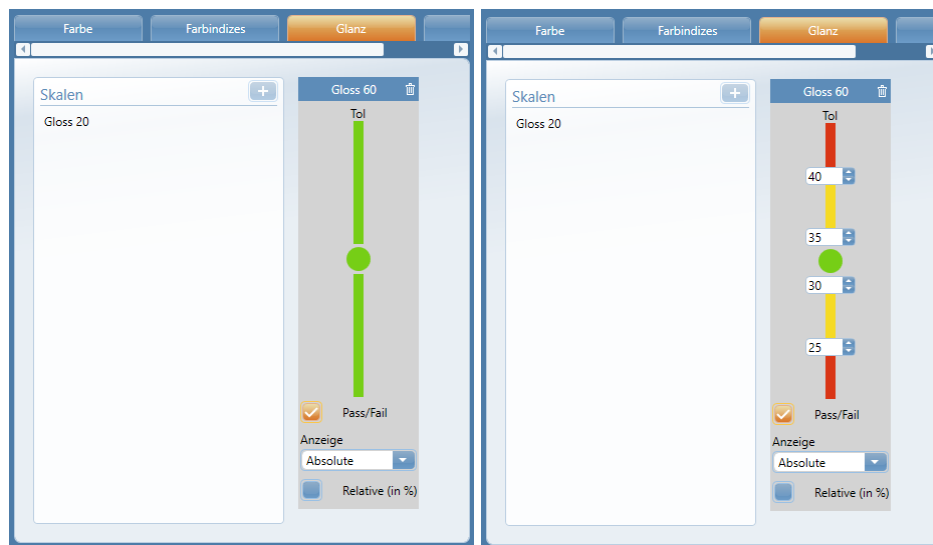 Farbe Farbindizes Glanz
Skalen
Gloss 20
Gloss 60
Tol
Pass/Fail
Anzeige
Absolute
Relative (in %)
Farbe Farbindizes Glanz
Skalen
Gloss 20
Gloss 60
Tol
40
35
30
25
Pass/Fail
Anzeige
Absolute
Relative (in %)